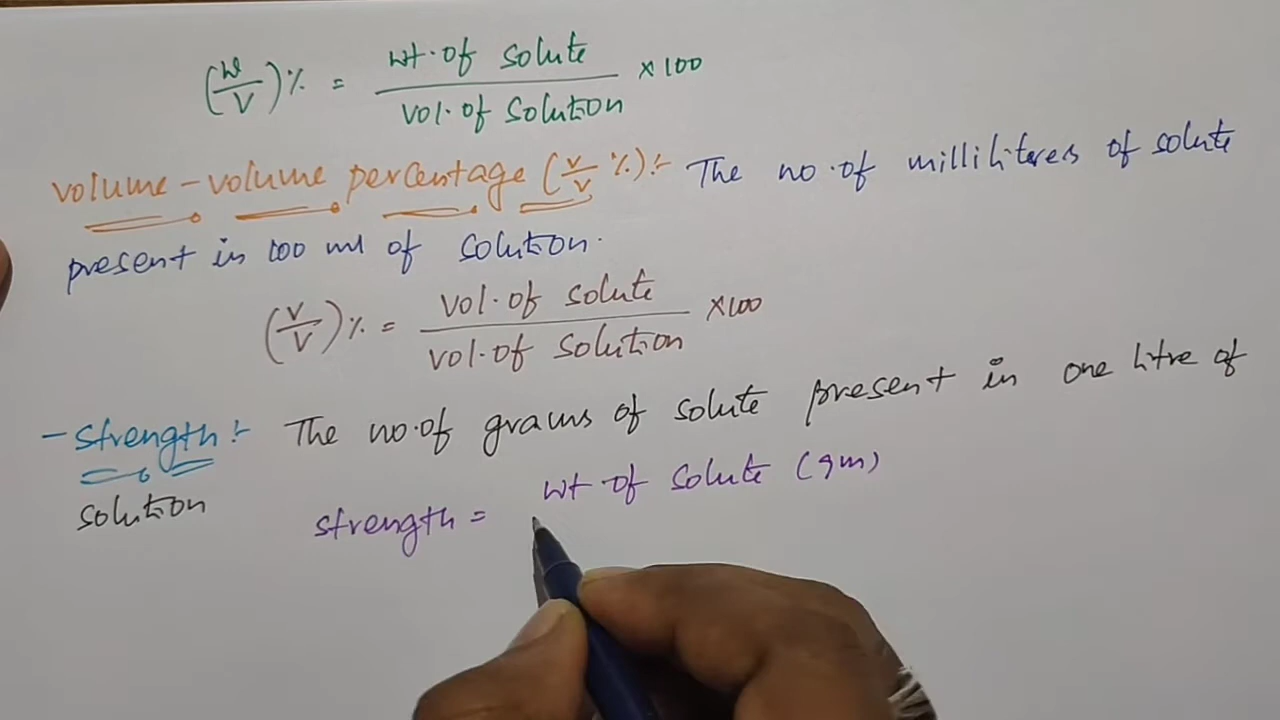 (w/v)% = wt. of solute / vol. of solution × 100
volume - volume percentage (v/v %):- The no. of milliliteres of solute
present in 100 ml of solution.
(v/v)% = vol. of solute / vol. of solution × 100
- strength:- The no. of grams of solute present in one litre of
solution
strength = wt of solute (gm)